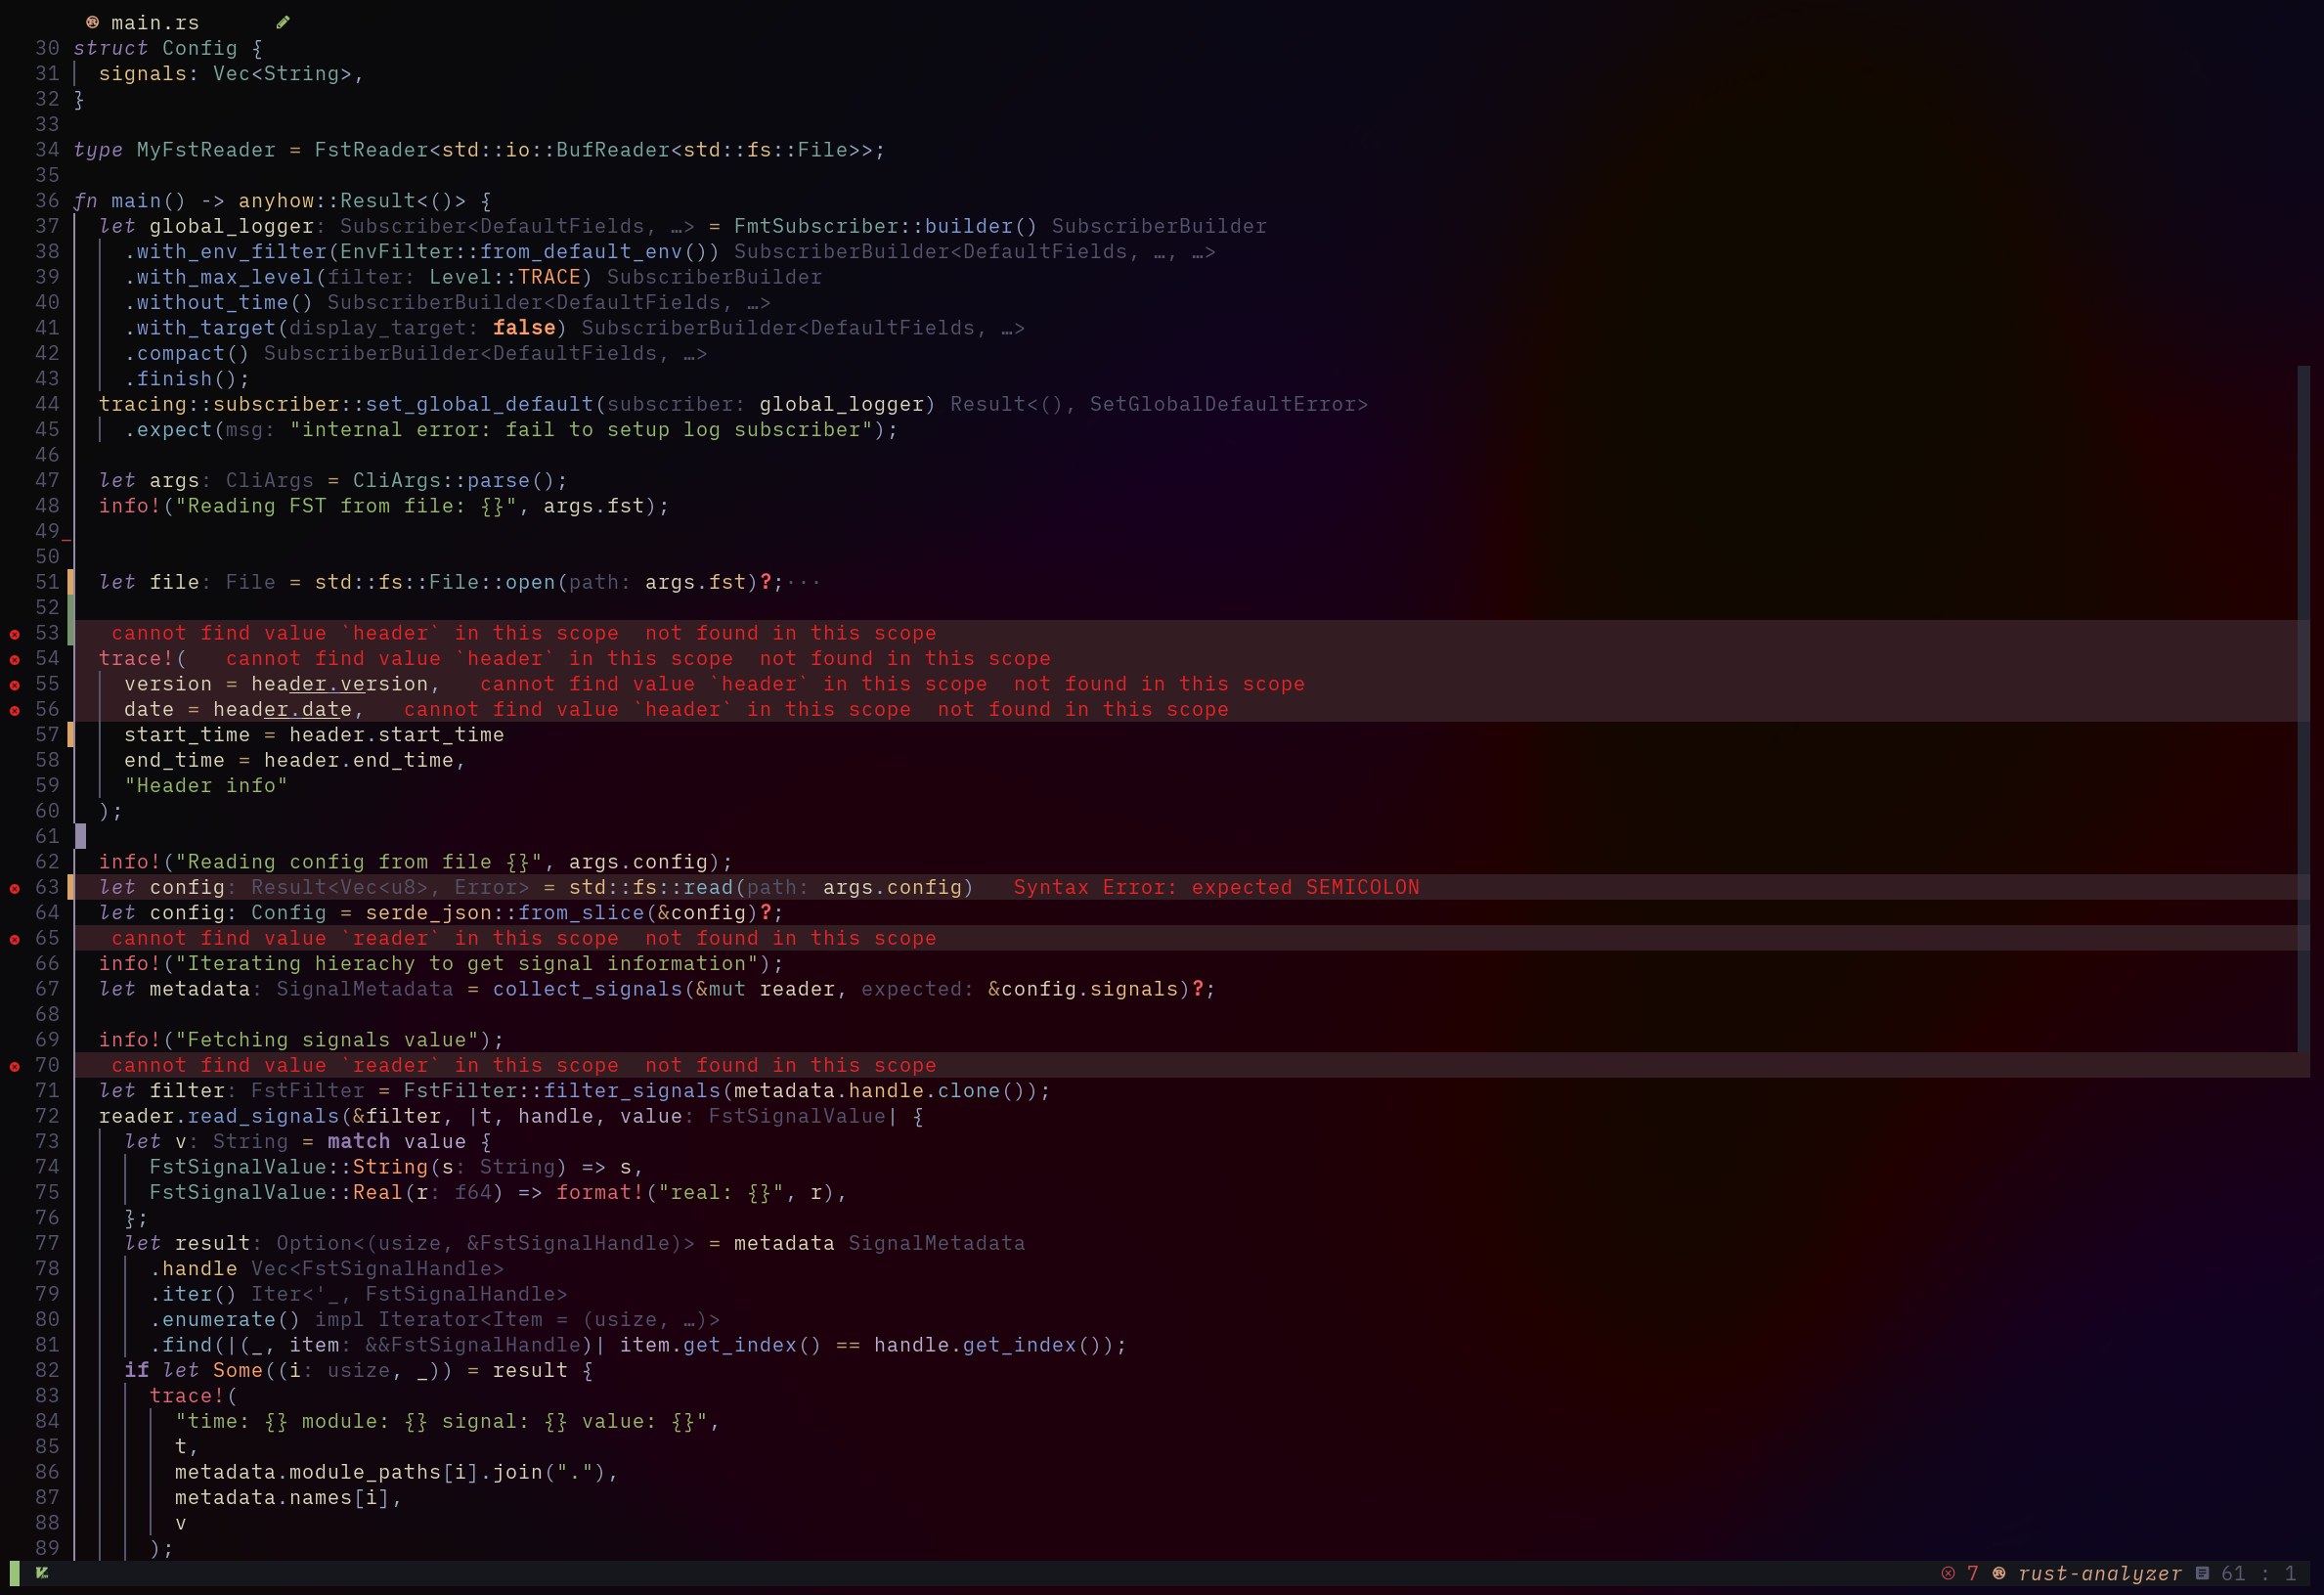 main.rs
30 struct Config {
31 signals: Vec<String>,
32 }
33
34 type MyFstReader = FstReader<std::io::BufReader<std::fs::File>>;
35
36 fn main() -> anyhow::Result<()> {
37 let global_logger: Subscriber<DefaultFields, …> = FmtSubscriber::builder() SubscriberBuilder
38 .with_env_filter(EnvFilter::from_default_env()) SubscriberBuilder<DefaultFields, …, …>
39 .with_max_level(filter: Level::TRACE) SubscriberBuilder
40 .without_time() SubscriberBuilder<DefaultFields, …>
41 .with_target(display_target: false) SubscriberBuilder<DefaultFields, …>
42 .compact() SubscriberBuilder<DefaultFields, …>
43 .finish();
44 tracing::subscriber::set_global_default(subscriber: global_logger) Result<(), SetGlobalDefaultError>
45 .expect(msg: "internal error: fail to setup log subscriber");
46
47 let args: CliArgs = CliArgs::parse();
48 info!("Reading FST from file: {}", args.fst);
49_
50
51 let file: File = std::fs::File::open(path: args.fst)?;···
52
53 cannot find value `header` in this scope not found in this scope
54 trace!( cannot find value `header` in this scope not found in this scope
55 version = header.version, cannot find value `header` in this scope not found in this scope
56 date = header.date, cannot find value `header` in this scope not found in this scope
57 start_time = header.start_time
58 end_time = header.end_time,
59 "Header info"
60 );
61
62 info!("Reading config from file {}", args.config);
63 let config: Result<Vec<u8>, Error> = std::fs::read(path: args.config) Syntax Error: expected SEMICOLON
64 let config: Config = serde_json::from_slice(&config)?;
65 cannot find value `reader` in this scope not found in this scope
66 info!("Iterating hierachy to get signal information");
67 let metadata: SignalMetadata = collect_signals(&mut reader, expected: &config.signals)?;
68
69 info!("Fetching signals value");
70 cannot find value `reader` in this scope not found in this scope
71 let filter: FstFilter = FstFilter::filter_signals(metadata.handle.clone());
72 reader.read_signals(&filter, |t, handle, value: FstSignalValue| {
73 let v: String = match value {
74 FstSignalValue::String(s: String) => s,
75 FstSignalValue::Real(r: f64) => format!("real: {}", r),
76 };
77 let result: Option<(usize, &FstSignalHandle)> = metadata SignalMetadata
78 .handle Vec<FstSignalHandle>
79 .iter() Iter<'_, FstSignalHandle>
80 .enumerate() impl Iterator<Item = (usize, …)>
81 .find(|(_, item: &&FstSignalHandle)| item.get_index() == handle.get_index());
82 if let Some((i: usize, _)) = result {
83 trace!(
84 "time: {} module: {} signal: {} value: {}",
85 t,
86 metadata.module_paths[i].join("."),
87 metadata.names[i],
88 v
89 );
7 rust-analyzer 61 : 1